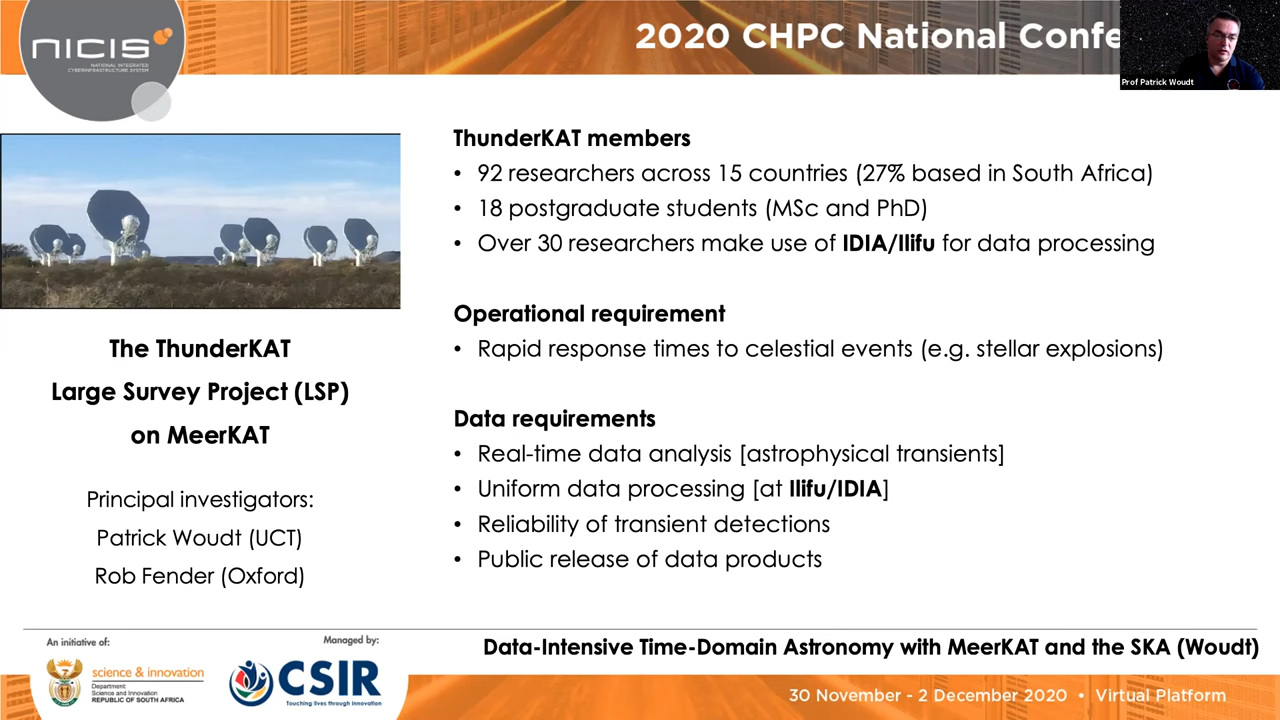 nicis
NATIONAL INTEGRATED
CYBERINFRASTRUCTURE SYSTEM
2020 CHPC National Confe
Prof Patrick Woudt
The ThunderKAT
Large Survey Project (LSP)
on MeerKAT
Principal investigators:
Patrick Woudt (UCT)
Rob Fender (Oxford)
ThunderKAT members
• 92 researchers across 15 countries (27% based in South Africa)
• 18 postgraduate students (MSc and PhD)
• Over 30 researchers make use of IDIA/Ilifu for data processing
Operational requirement
• Rapid response times to celestial events (e.g. stellar explosions)
Data requirements
• Real-time data analysis [astrophysical transients]
• Uniform data processing [at Ilifu/IDIA]
• Reliability of transient detections
• Public release of data products
Data-Intensive Time-Domain Astronomy with MeerKAT and the SKA (Woudt)
An initiative of:
science & innovation
Department:
Science and Innovation
REPUBLIC OF SOUTH AFRICA
Managed by:
CSIR
Touching lives through innovation
30 November - 2 December 2020 • Virtual Platform